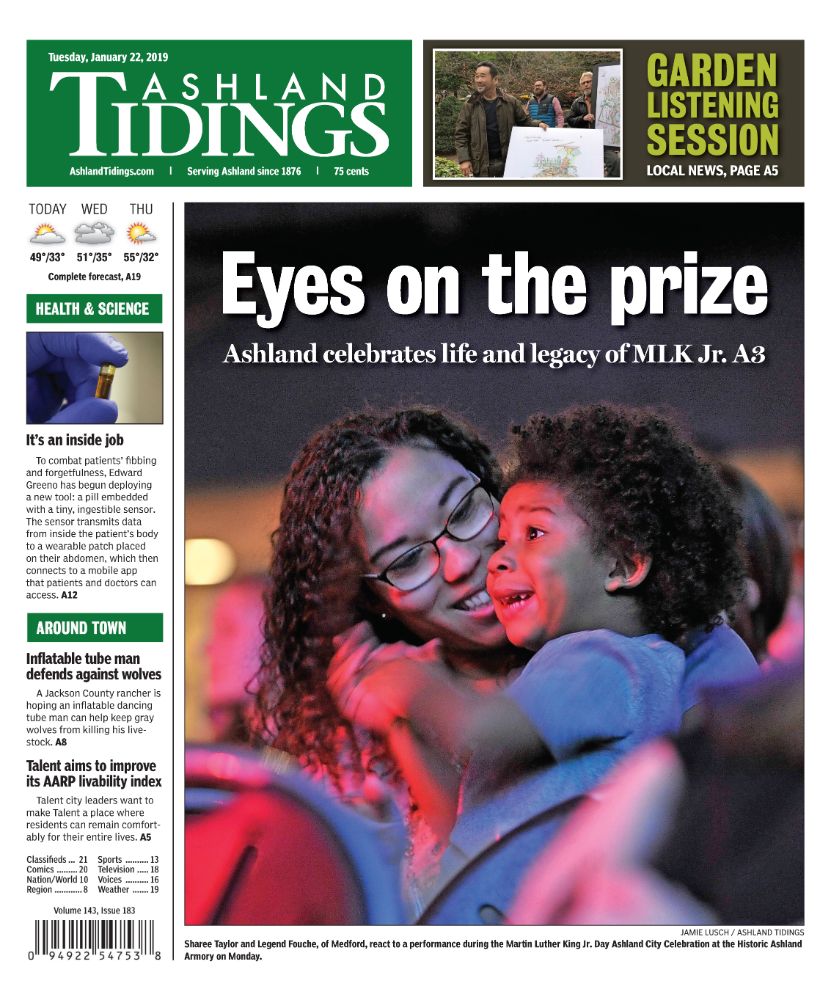 Tuesday, January 22, 2019
ASHLAND
TIDINGS
AshlandTidings.com | Serving Ashland since 1876 | 75 cents
GARDEN
LISTENING
SESSION
LOCAL NEWS, PAGE A5
TODAY WED THU
49°/33° 51°/35° 55°/32°
Complete forecast, A19
HEALTH & SCIENCE
It's an inside job
To combat patients' fibbing
and forgetfulness, Edward
Greeno has begun deploying
a new tool: a pill embedded
with a tiny, ingestible sensor.
The sensor transmits data
from inside the patient's body
to a wearable patch placed
on their abdomen, which then
connects to a mobile app
that patients and doctors can
access. A12
AROUND TOWN
Inflatable tube man
defends against wolves
A Jackson County rancher is
hoping an inflatable dancing
tube man can help keep gray
wolves from killing his live-
stock. A8
Talent aims to improve
its AARP livability index
Talent city leaders want to
make Talent a place where
residents can remain comfort-
ably for their entire lives. A5
Classifieds ... 21 Sports .......... 13
Comics ......... 20 Television ..... 18
Nation/World 10 Voices .......... 16
Region ............. 8 Weather ....... 19
Volume 143, Issue 183
0 94922 54753 8
Eyes on the prize
Ashland celebrates life and legacy of MLK Jr. A3
JAMIE LUSCH / ASHLAND TIDINGS
Sharee Taylor and Legend Fouche, of Medford, react to a performance during the Martin Luther King Jr. Day Ashland City Celebration at the Historic Ashland
Armory on Monday.